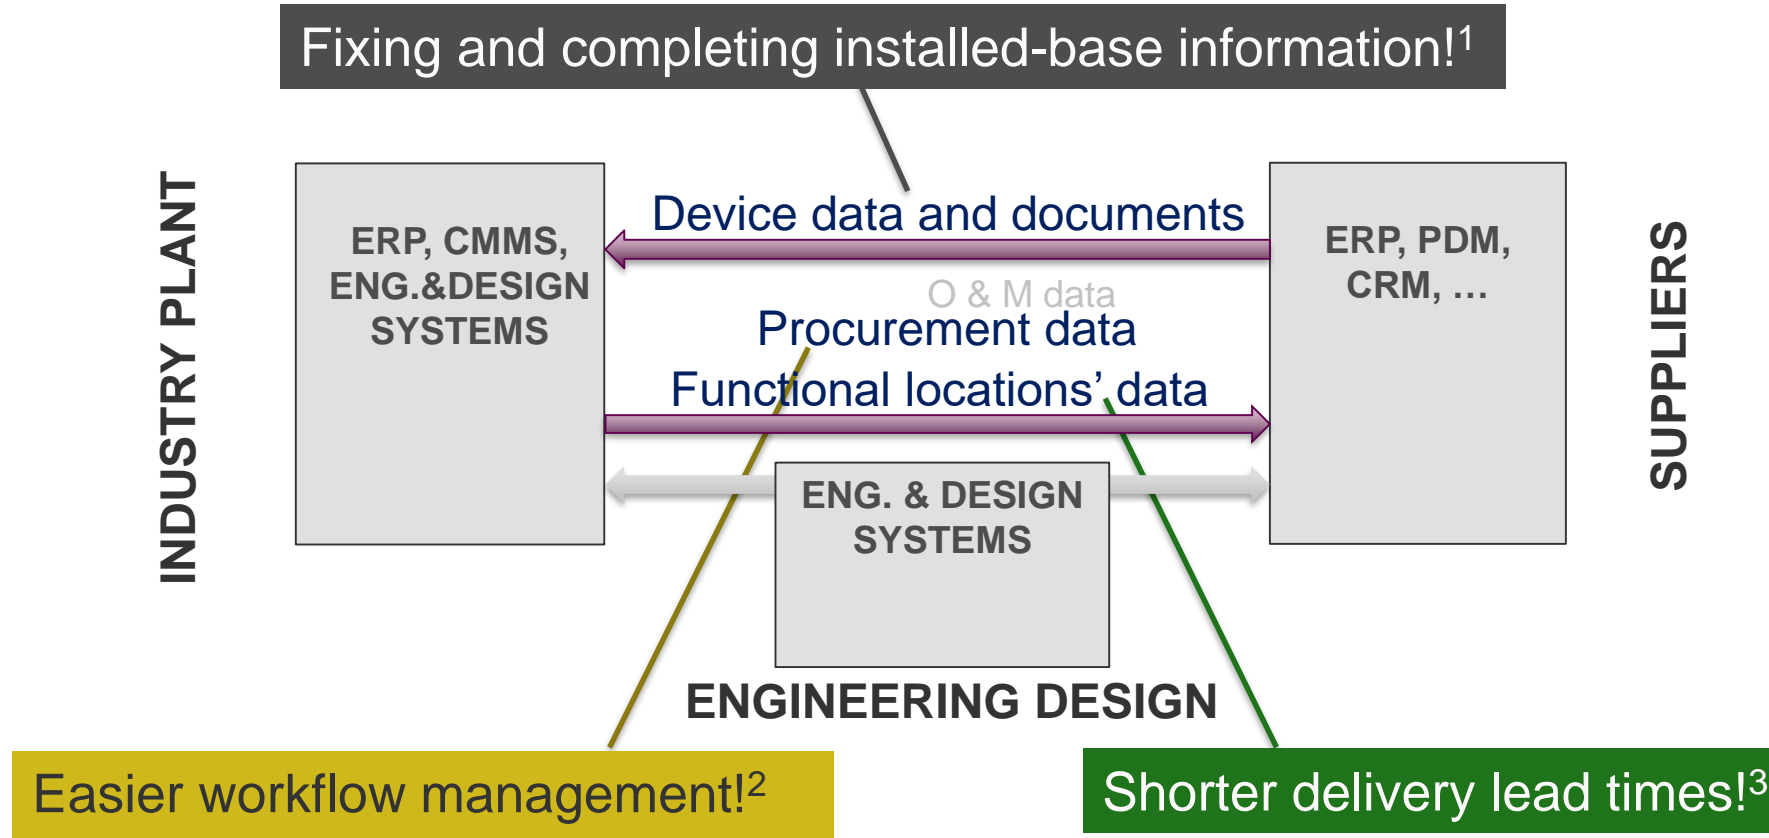 Fixing and completing installed-base information!1
INDUSTRY PLANT
ERP, CMMS,
ENG.&DESIGN
SYSTEMS
Device data and documents
O & M data
Procurement data
Functional locations’ data
ERP, PDM,
CRM, …
SUPPLIERS
ENG. & DESIGN
SYSTEMS
ENGINEERING DESIGN
Easier workflow management!2
Shorter delivery lead times!3